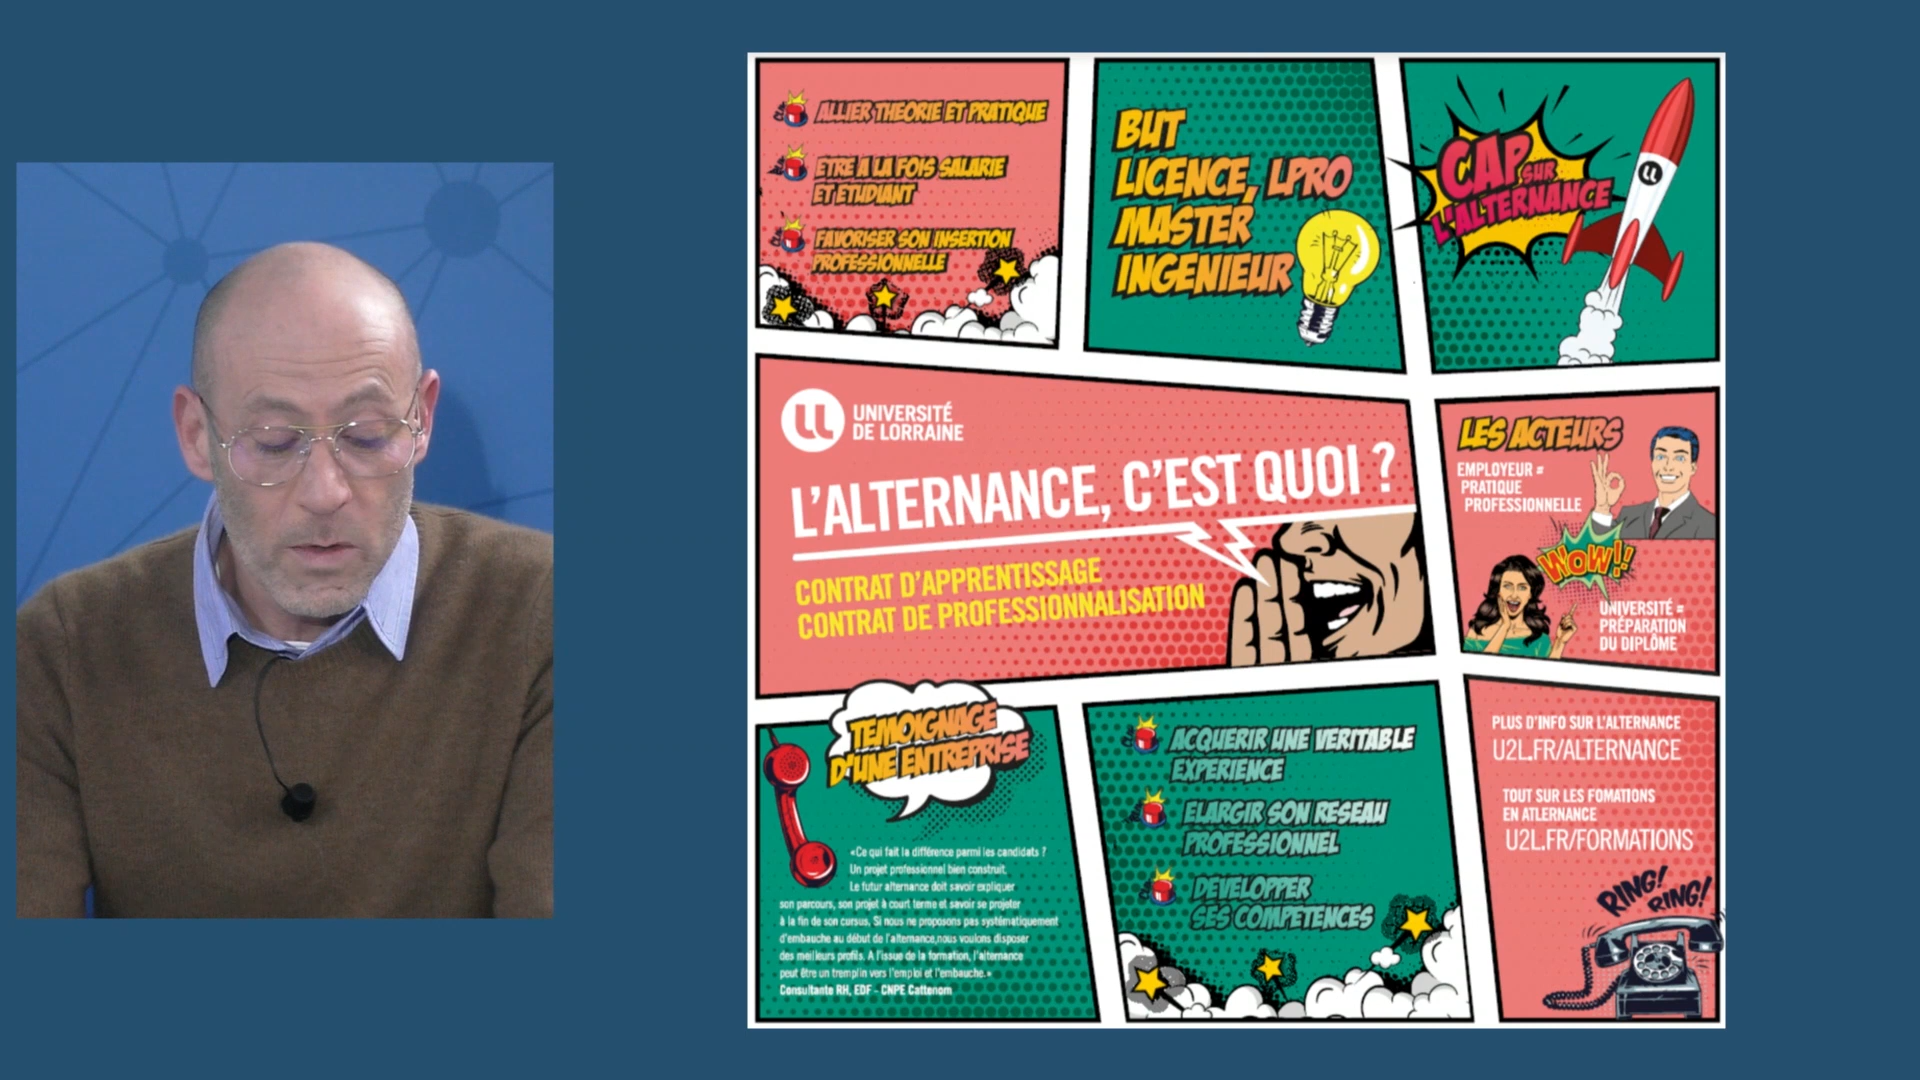 ALLIER THEORIE ET PRATIQUE
ETRE A LA FOIS SALARIE
ET ETUDIANT
FAVORISER SON INSERTION
PROFESSIONNELLE
BUT
LICENCE, LPRO
MASTER
INGENIEUR
CAP SUR
L'ALTERNANCE
UNIVERSITÉ
DE LORRAINE
L'ALTERNANCE, C'EST QUOI ?
CONTRAT D'APPRENTISSAGE
CONTRAT DE PROFESSIONNALISATION
LES ACTEURS
EMPLOYEUR =
PRATIQUE
PROFESSIONNELLE
WOW!!
UNIVERSITÉ =
PRÉPARATION
DU DIPLÔME
TEMOIGNAGE
D'UNE ENTREPRISE
«Ce qui fait la différence parmi les candidats ?
Un projet professionnel bien construit.
Le futur alternance doit savoir expliquer
son parcours, son projet à court terme et savoir se projeter
à la fin de son cursus. Si nous ne proposons pas systématiquement
d'embauche au début de l'alternance,nous voulons disposer
des meilleurs profils. A l'issue de la formation, l'alternance
peut être un tremplin vers l'emploi et l'embauche.»
Consultante RH, EDF - CNPE Cattenom
ACQUERIR UNE VERITABLE
EXPERIENCE
ELARGIR SON RESEAU
PROFESSIONNEL
DEVELOPPER
SES COMPETENCES
PLUS D'INFO SUR L'ALTERNANCE
U2L.FR/ALTERNANCE
TOUT SUR LES FOMATIONS
EN ATLERNANCE
U2L.FR/FORMATIONS
RING!
RING!